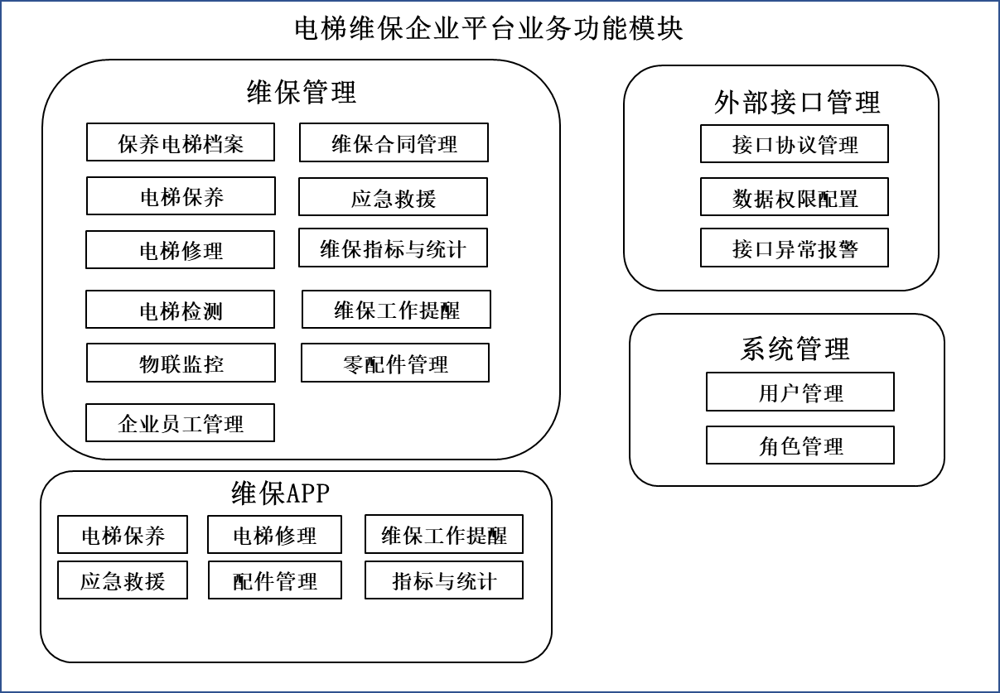 电梯维保企业平台业务功能模块
维保管理
保养电梯档案
维保合同管理
电梯保养
应急救援
电梯修理
维保指标与统计
电梯检测
维保工作提醒
物联监控
零配件管理
企业员工管理
外部接口管理
接口协议管理
数据权限配置
接口异常报警
系统管理
用户管理
角色管理
维保APP
电梯保养
电梯修理
维保工作提醒
应急救援
配件管理
指标与统计